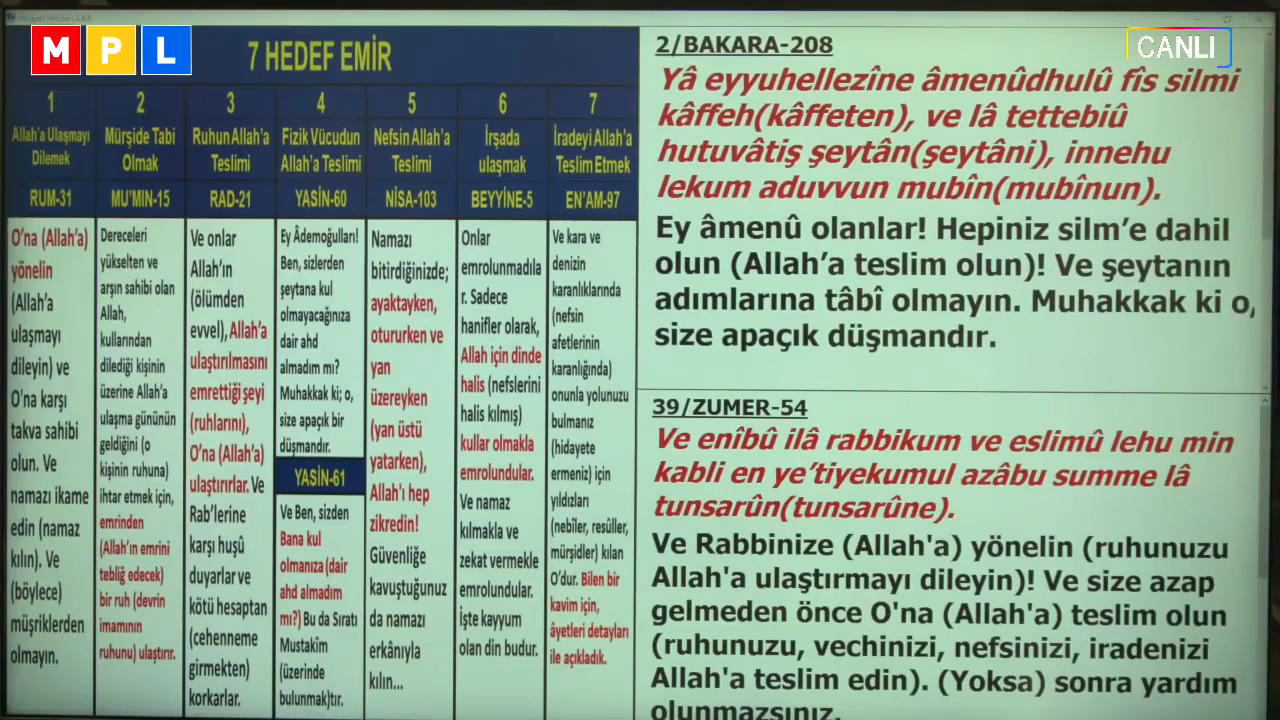 Hidayet Vakitleri 2.9.8
MPL
CANLI
7 HEDEF EMİR
1
Allah'a Ulaşmayı
Dilemek
RUM-31
O'na (Allah'a)
yönelin
(Allah'a
ulaşmayı
dileyin) ve
O'na karşı
takva sahibi
olun. Ve
namazı ikame
edin (namaz
kılın). Ve
(böylece)
müşriklerden
olmayın.
2
Mürşide Tabi
Olmak
MU'MIN-15
Dereceleri
yükselten ve
arşın sahibi olan
Allah,
kullarından
dilediği kişinin
üzerine Allah'a
ulaşma gününün
geldiğini (o
kişinin ruhuna)
ihtar etmek için,
emrinden
(Allah'ın emrini
tebliğ edecek)
bir ruh (devrin
imamının
ruhunu) ulaştırır.
3
Ruhun Allah'a
Teslimi
RAD-21
Ve onlar
Allah'ın
(ölümden
evvel), Allah'a
ulaştırılmasını
emrettiği şeyi
(ruhlarını),
O'na (Allah'a)
ulaştırırlar. Ve
Rab'lerine
karşı huşû
duyarlar ve
kötü hesaptan
(cehenneme
girmekten)
korkarlar.
4
Fizik Vücudun
Allah'a Teslimi
YASİN-60
Ey Âdemoğulları!
Ben, sizlerden
şeytana kul
olmayacağınıza
dair ahd
almadım mı?
Muhakkak ki; o,
size apaçık bir
düşmandır.
YASİN-61
Ve Ben, sizden
Bana kul
olmanıza (dair
ahd almadım
mı?) Bu da Sıratı
Mustakîm
(üzerinde
bulunmak)tır.
5
Nefsin Allah'a
Teslimi
NİSA-103
Namazı
bitirdiğinizde;
ayaktayken,
otururken ve
yan
üzereyken
(yan üstü
yatarken),
Allah'ı hep
zikredin!
Güvenliğe
kavuştuğunuz
da namazı
erkânıyla
kılın...
6
İrşada
ulaşmak
BEYYİNE-5
Onlar
emrolunmadıla
r. Sadece
hanifler olarak,
Allah için dinde
halis (nefslerini
halis kılmış)
kullar olmakla
emrolundular.
Ve namaz
kılmakla ve
zekat vermekle
emrolundular.
İşte kayyum
olan din budur.
7
İradeyi Allah'a
Teslim Etmek
EN'AM-97
Ve kara ve
denizin
karanlıklarında
(nefsin
afetlerinin
karanlığında)
onunla yolunuzu
bulmanız
(hidayete
ermeniz) için
yıldızları
(nebîler, resûller,
mürşidler) kılan
O'dur. Bilen bir
kavim için,
âyetleri detayları
ile açıkladık.
2/BAKARA-208
Yâ eyyuhellezîne âmenûdhulû fîs silmi
kâffeh(kâffeten), ve lâ tettebiû
hutuvâtiş şeytân(şeytâni), innehu
lekum aduvvun mubîn(mubînun).
Ey âmenû olanlar! Hepiniz silm'e dahil
olun (Allah'a teslim olun)! Ve şeytanın
adımlarına tâbî olmayın. Muhakkak ki o,
size apaçık düşmandır.
39/ZUMER-54
Ve enîbû ilâ rabbikum ve eslimû lehu min
kabli en ye'tiyekumul azâbu summe lâ
tunsarûn(tunsarûne).
Ve Rabbinize (Allah'a) yönelin (ruhunuzu
Allah'a ulaştırmayı dileyin)! Ve size azap
gelmeden önce O'na (Allah'a) teslim olun
(ruhunuzu, vechinizi, nefsinizi, iradenizi
Allah'a teslim edin). (Yoksa) sonra yardım
olunmazsınız.